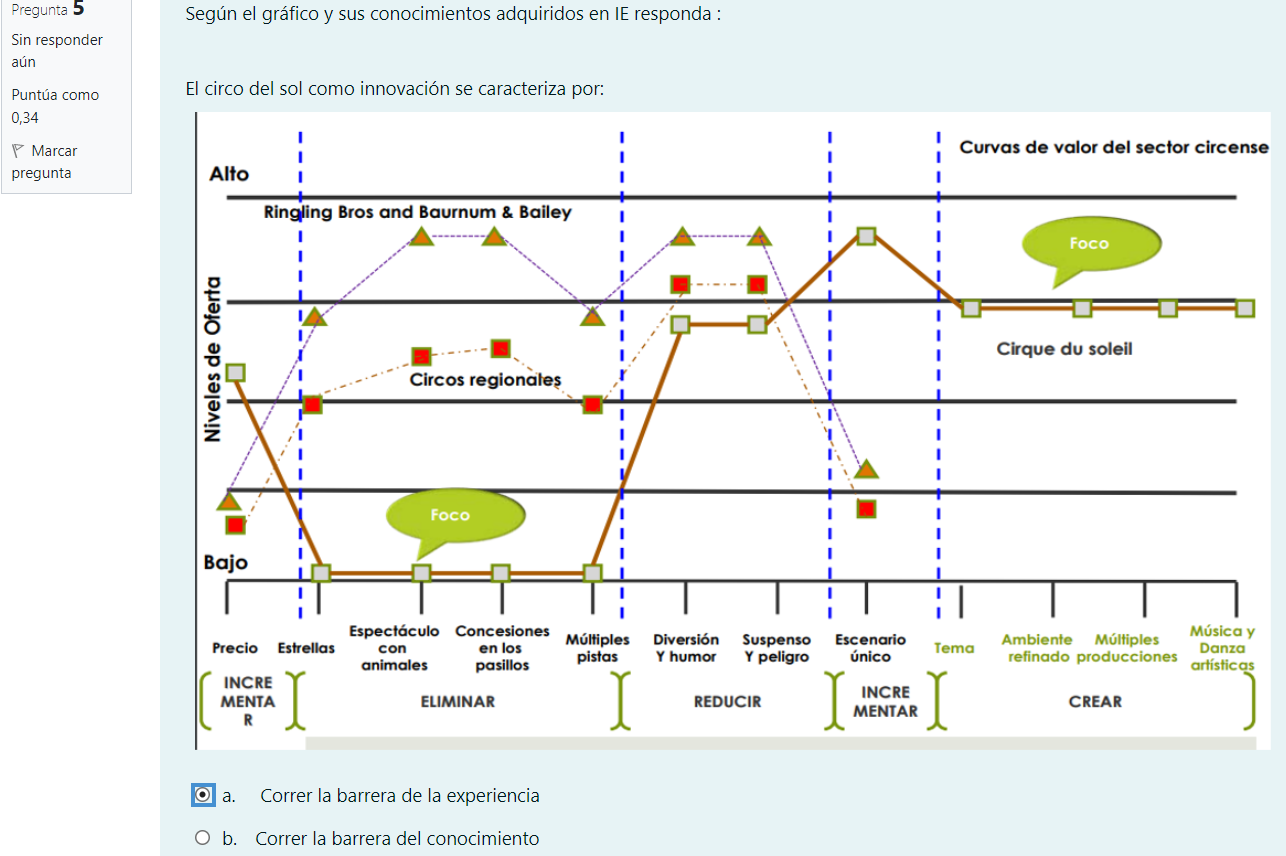 Pregunta 5
Sin responder
aún
Puntúa como
0,34
Marcar
pregunta
Según el gráfico y sus conocimientos adquiridos en IE responda :
El circo del sol como innovación se caracteriza por:
Curvas de valor del sector circense
Alto
Ringling Bros and Baurnum & Bailey
Foco
Niveles de Oferta
Cirque du soleil
Circos regionales
Foco
Bajo
Precio
Estrellas
Espectáculo
con
animales
Concesiones
en los
pasillos
Múltiples
pistas
Diversión
Y humor
Suspenso
Y peligro
Escenario
único
Tema
Ambiente
refinado
Múltiples
producciones
Música y
Danza
artísticas
INCRE
MENTA
R
ELIMINAR
REDUCIR
INCRE
MENTAR
CREAR
a. Correr la barrera de la experiencia
b. Correr la barrera del conocimiento